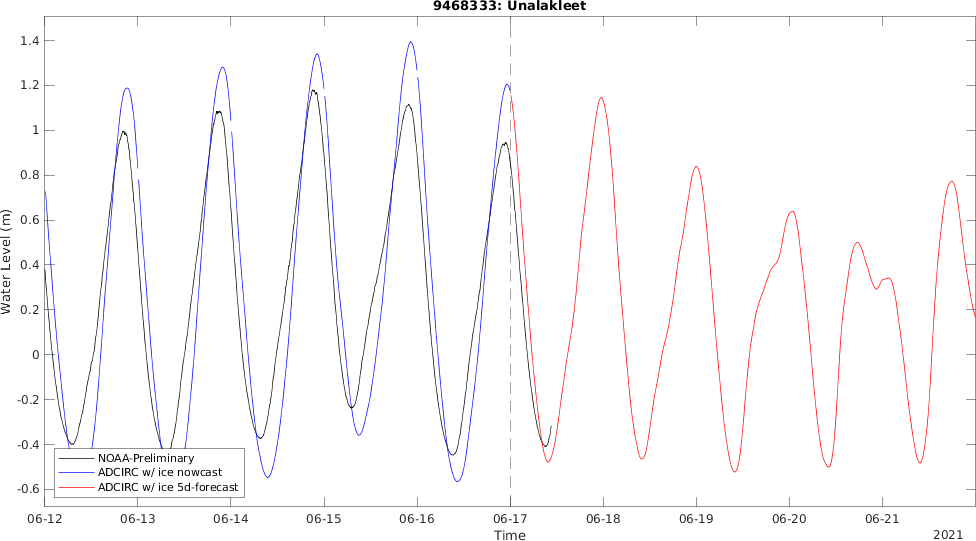 9468333: Unalakleet
Water Level (m)
1.4
1.2
1
0.8
0.6
0.4
0.2
0
-0.2
-0.4
-0.6
NOAA-Preliminary
ADCIRC w/ ice nowcast
ADCIRC w/ ice 5d-forecast
06-12 06-13 06-14 06-15 06-16 06-17 06-18 06-19 06-20 06-21
Time
2021